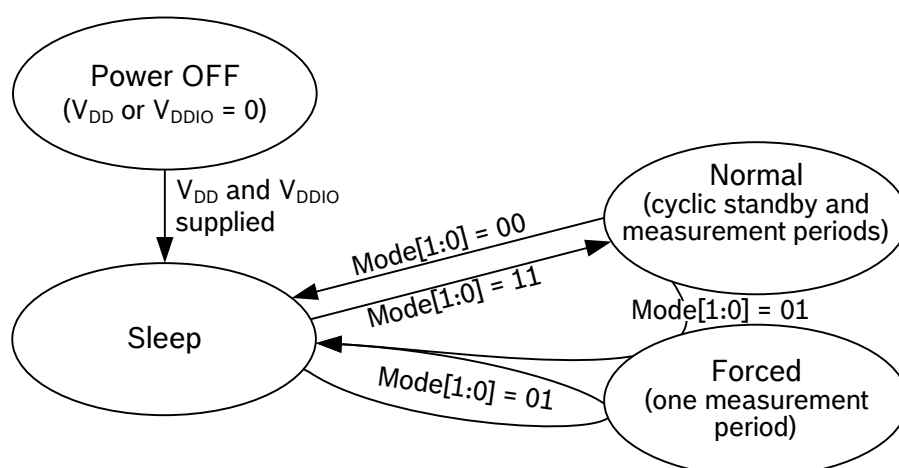 Power OFF
(VDD or VDDIO = 0)
VDD and VDDIO
supplied
Normal
(cyclic standby and
measurement periods)
Mode[1:0] = 00
Mode[1:0] = 11
Mode[1:0] = 01
Sleep
Mode[1:0] = 01
Forced
(one measurement
period)